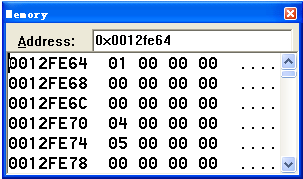 Memory
Address: 0x0012fe64
0012FE64 01 00 00 00 ....
0012FE68 00 00 00 00 ....
0012FE6C 00 00 00 00 ....
0012FE70 04 00 00 00 ....
0012FE74 05 00 00 00 ....
0012FE78 00 00 00 00 ....